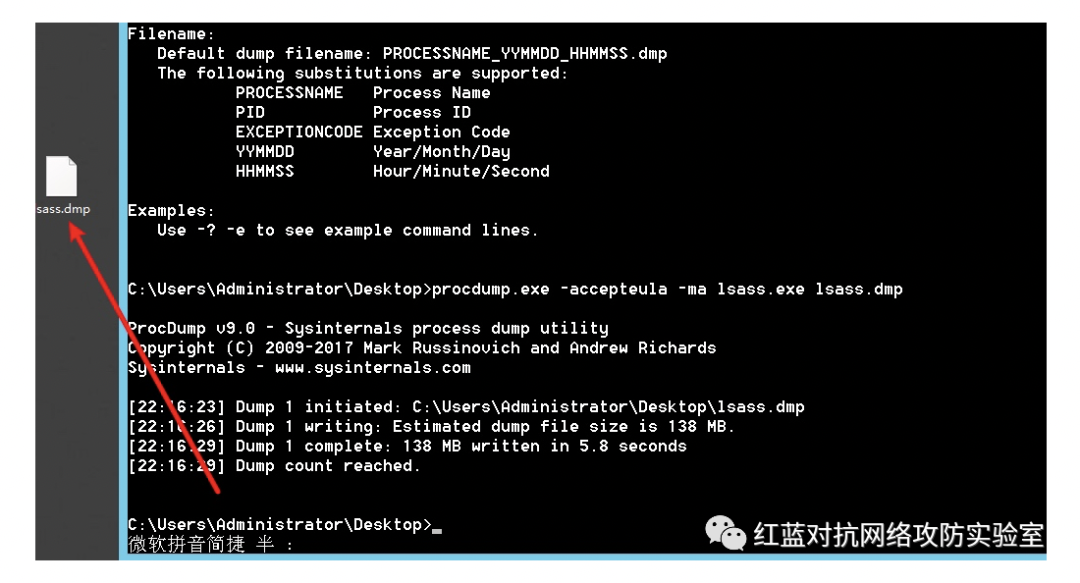 Filename:
Default dump filename: PROCESSNAME_YYMMDD_HHMMSS.dmp
The following substitutions are supported:
PROCESSNAME Process Name
PID Process ID
EXCEPTIONCODE Exception Code
YYMMDD Year/Month/Day
HHMMSS Hour/Minute/Second
sass.dmp
Examples:
Use -? -e to see example command lines.
C:\Users\Administrator\Desktop>procdump.exe -accepteula -ma lsass.exe lsass.dmp
ProcDump v9.0 - Sysinternals process dump utility
Copyright (C) 2009-2017 Mark Russinovich and Andrew Richards
Sysinternals - www.sysinternals.com
[22:16:23] Dump 1 initiated: C:\Users\Administrator\Desktop\lsass.dmp
[22:16:26] Dump 1 writing: Estimated dump file size is 138 MB.
[22:16:29] Dump 1 complete: 138 MB written in 5.8 seconds
[22:16:29] Dump count reached.
C:\Users\Administrator\Desktop>_
微软拼音简捷 半 :
红蓝对抗网络攻防实验室